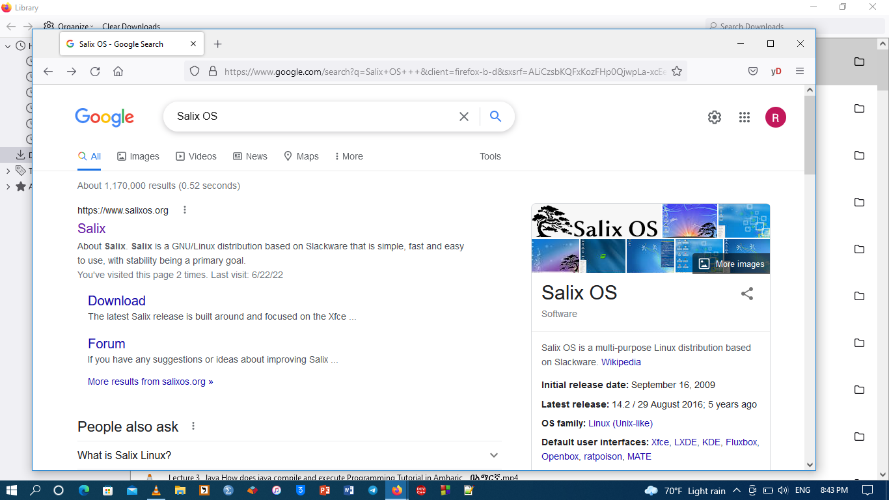 Library
Organize
Clear Downloads
Search Downloads
Salix OS - Google Search
https://www.google.com/search?q=Salix+OS+++&client=firefox-b-d&sxsrf=ALiCzsbKQFxKozFHp0QjwpLa-xcE
yD
Google
Salix OS
R
All
Images
Videos
News
Maps
More
Tools
About 1,170,000 results (0.52 seconds)
https://www.salixos.org
Salix
About Salix. Salix is a GNU/Linux distribution based on Slackware that is simple, fast and easy
to use, with stability being a primary goal.
You've visited this page 2 times. Last visit: 6/22/22
Download
The latest Salix release is built around and focused on the Xfce ...
Forum
If you have any suggestions or ideas about improving Salix ...
More results from salixos.org »
People also ask
What is Salix Linux?
Salix OS
More images
Salix OS
Software
Salix OS is a multi-purpose Linux distribution based
on Slackware. Wikipedia
Initial release date: September 16, 2009
Latest release: 14.2 / 29 August 2016; 5 years ago
OS family: Linux (Unix-like)
Default user interfaces: Xfce, LXDE, KDE, Fluxbox,
Openbox, ratpoison, MATE
Lecture 3. Java How does java compile and execute Programming Tutorial in Amharic
70°F Light rain
ENG
8:43 PM